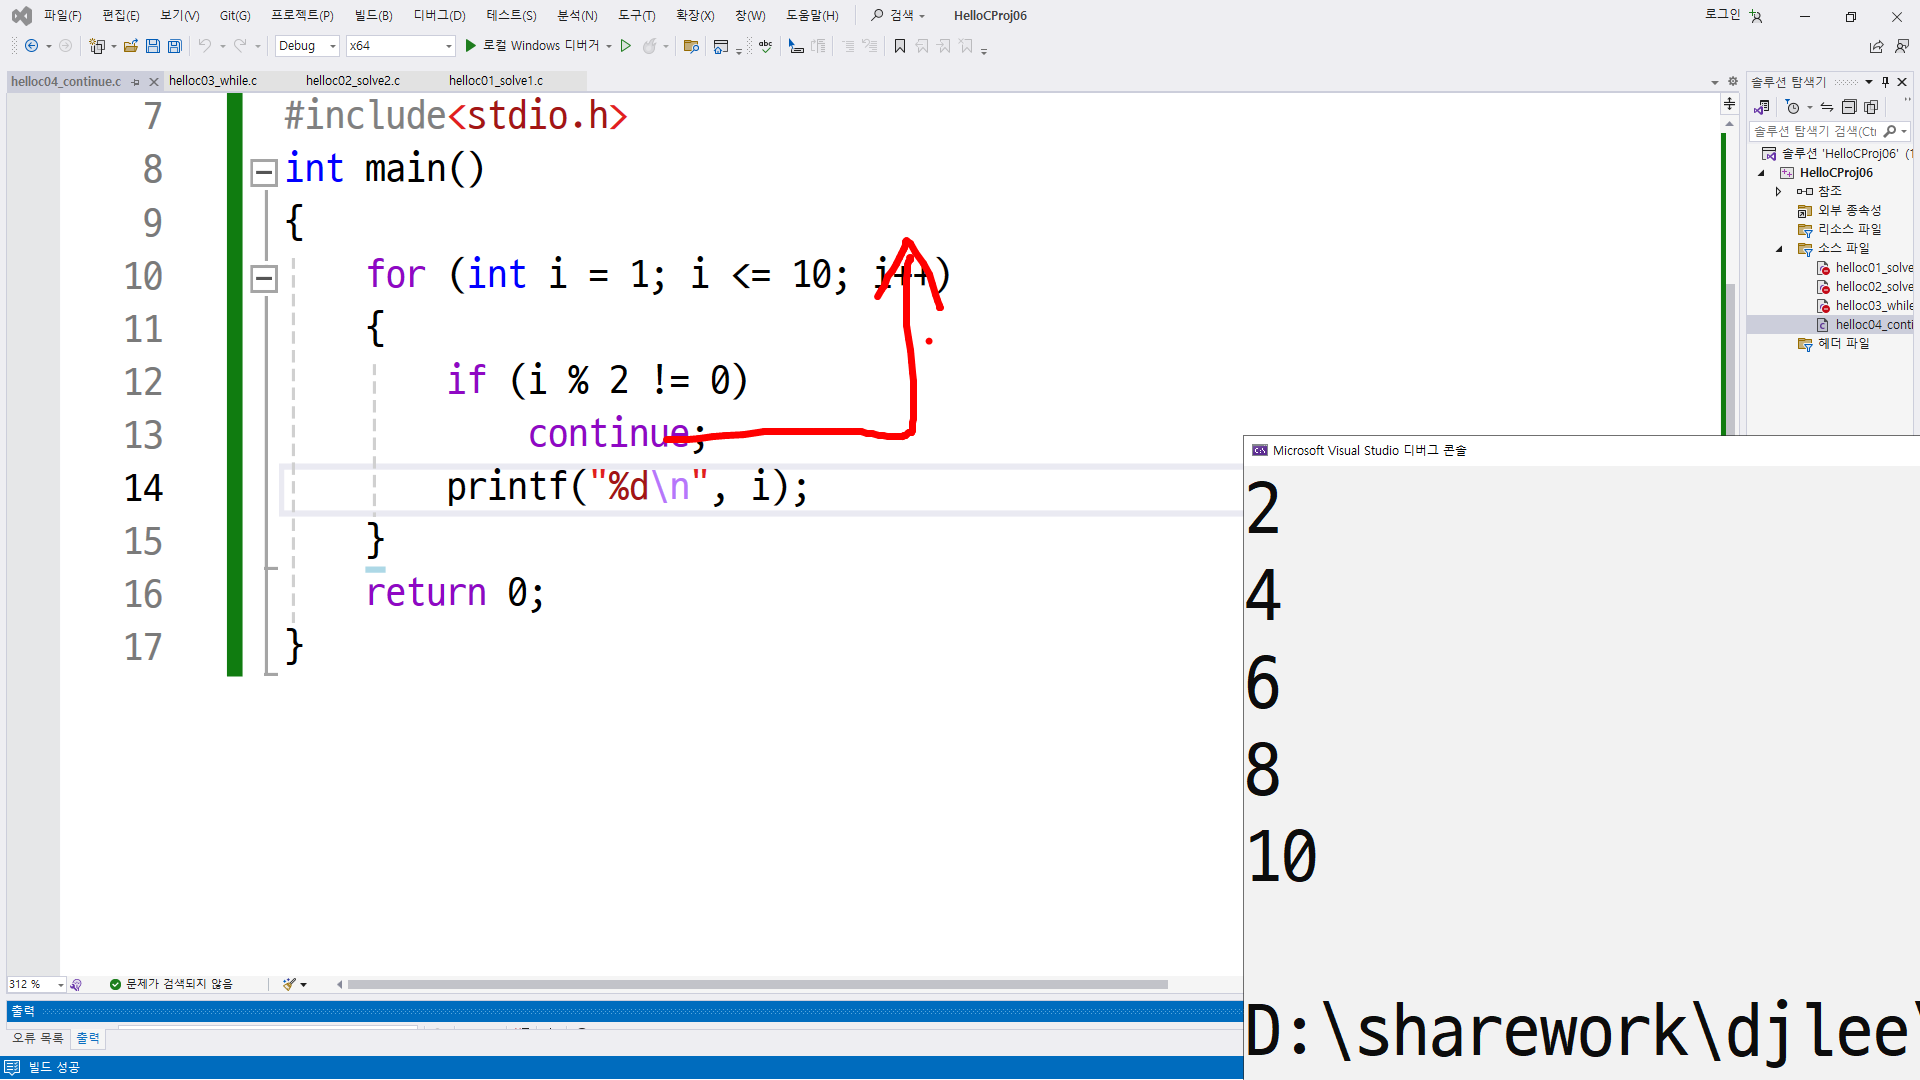 파일(F) 편집(E) 보기(V) Git(G) 프로젝트(P) 빌드(B) 디버그(D) 테스트(S) 분석(N) 도구(T) 확장(X) 창(W) 도움말(H) 검색 HelloCProj06 로그인
Debug x64 로컬 Windows 디버거
helloc04_continue.c helloc03_while.c helloc02_solve2.c helloc01_solve1.c
7 #include<stdio.h>
8 int main()
9 {
10 for (int i = 1; i <= 10; i++)
11 {
12 if (i % 2 != 0)
13 continue;
14 printf("%d\n", i);
15 }
16 return 0;
17 }
솔루션 탐색기
솔루션 탐색기 검색(Ct
솔루션 'HelloCProj06' (1
HelloCProj06
참조
외부 종속성
리소스 파일
소스 파일
helloc01_solve
helloc02_solve
helloc03_while
helloc04_conti
헤더 파일
Microsoft Visual Studio 디버그 콘솔
2
4
6
8
10
D:\sharework\djlee\
312 % 문제가 검색되지 않음
출력
오류 목록 출력
빌드 성공